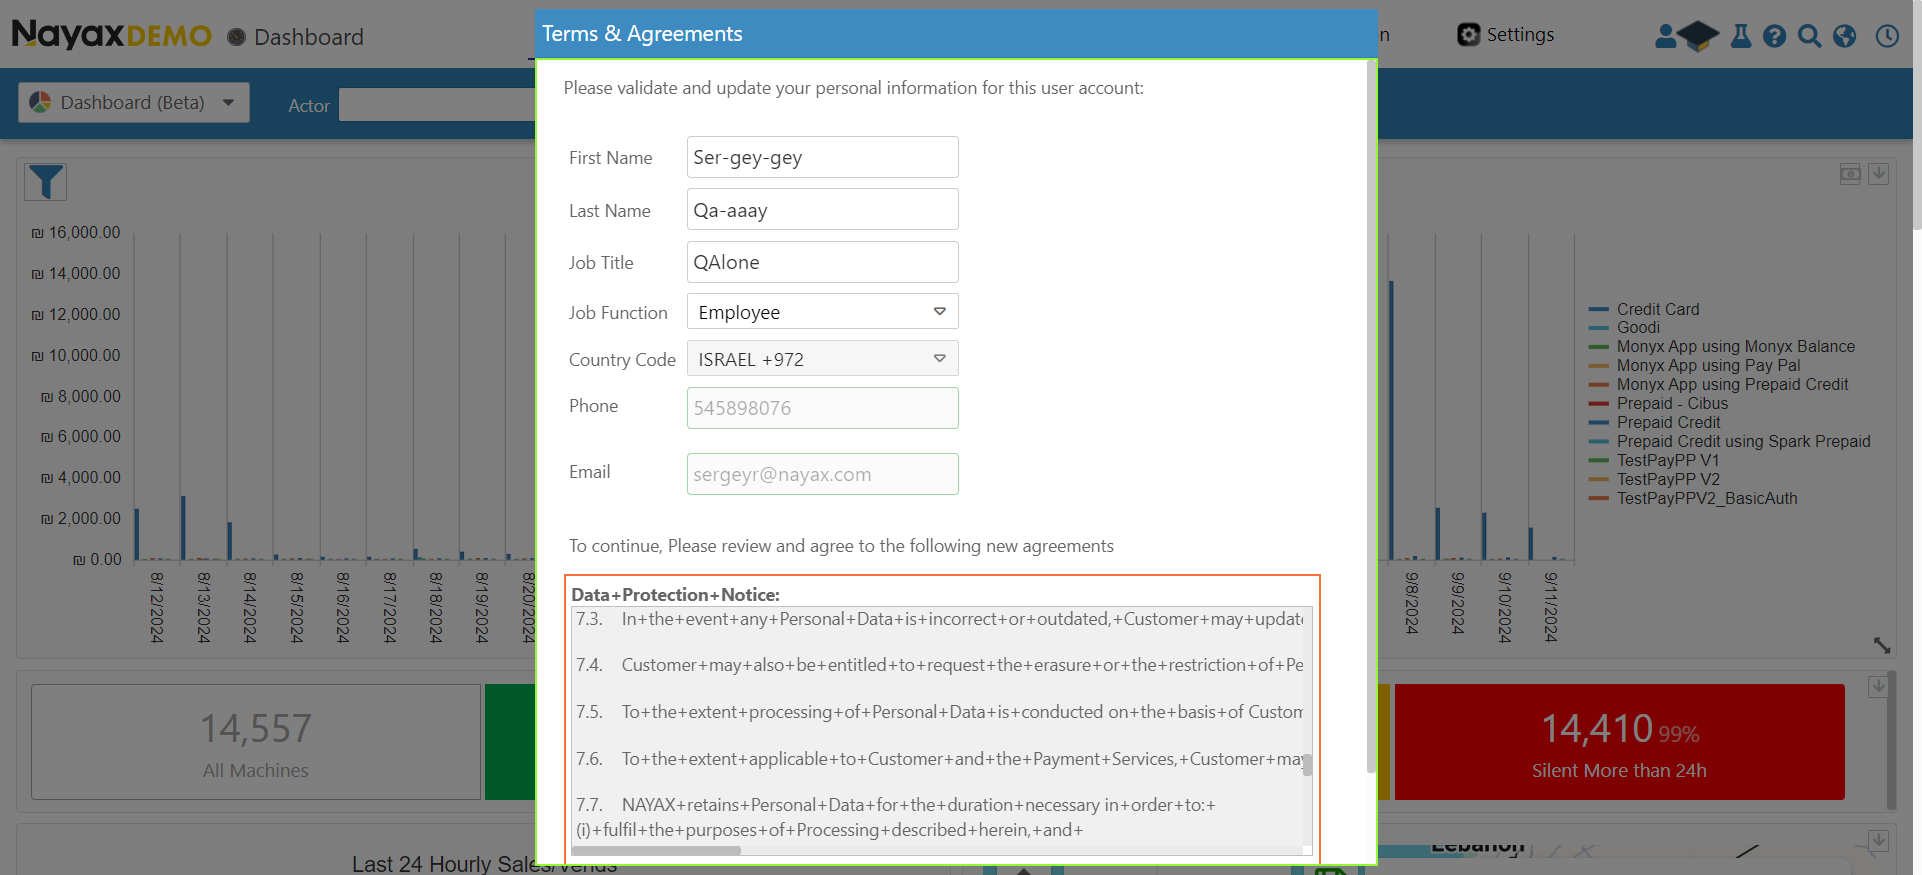 NayaxDEMO
Dashboard
Settings
Dashboard (Beta)
Actor
Terms & Agreements
Please validate and update your personal information for this user account:
First Name
Ser-gey-gey
Last Name
Qa-aaay
Job Title
QAlone
Job Function
Employee
Country Code
ISRAEL +972
Phone
545898076
Email
sergeyr@nayax.com
To continue, Please review and agree to the following new agreements
Data+Protection+Notice:
7.3. In+the+event+any+Personal+Data+is+incorrect+or+outdated,+Customer+may+update
7.4. Customer+may+also+be+entitled+to+request+the+erasure+or+the+restriction+of+Pe
7.5. To+the+extent+processing+of+Personal+Data+is+conducted on+the+basis+of Custom
7.6. To+the+extent+applicable+to+Customer+and+the+Payment+Services,+Customer+may
7.7. NAYAX+retains+Personal+Data+for+the+duration+necessary in+order+to:+
(i)+fulfil+the+purposes+of+Processing+described+herein,+and+
₪ 16,000.00
₪ 14,000.00
₪ 12,000.00
₪ 10,000.00
₪ 8,000.00
₪ 6,000.00
₪ 4,000.00
₪ 2,000.00
₪ 0.00
8/12/2024
8/13/2024
8/14/2024
8/15/2024
8/16/2024
8/17/2024
8/18/2024
8/19/2024
8/20/20
9/8/2024
9/9/2024
9/10/2024
9/11/2024
Credit Card
Goodi
Monyx App using Monyx Balance
Monyx App using Pay Pal
Monyx App using Prepaid Credit
Prepaid - Cibus
Prepaid Credit
Prepaid Credit using Spark Prepaid
TestPayPP V1
TestPayPP V2
TestPayPPV2_BasicAuth
14,557
All Machines
14,410 99%
Silent More than 24h
Last 24 Hourly Sales/Vends
Lebanon